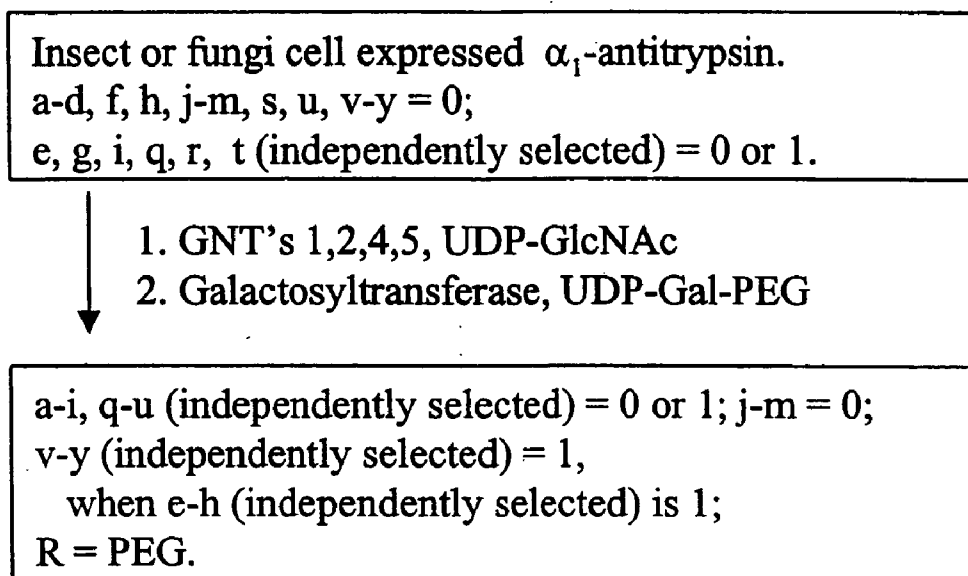 Insect or fungi cell expressed α₁-antitrypsin.
a-d, f, h, j-m, s, u, v-y = 0;
e, g, i, q, r, t (independently selected) = 0 or 1.
1. GNT's 1,2,4,5, UDP-GlcNAc
2. Galactosyltransferase, UDP-Gal-PEG
a-i, q-u (independently selected) = 0 or 1; j-m = 0;
v-y (independently selected) = 1,
when e-h (independently selected) is 1;
R = PEG.